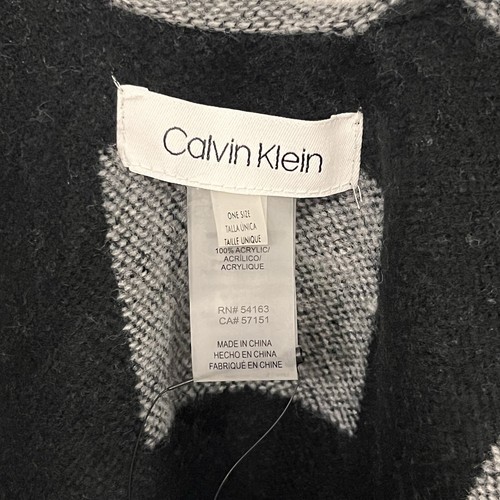 Calvin Klein
ONE SIZE
TALLA UNICA
TAILLE UNIQUE
100% ACRYLIC/
ACRÍLICO/
ACRYLIQUE
RN# 54163
CA# 57151
MADE IN CHINA
HECHO EN CHINA
FABRIQUÉ EN CHINE